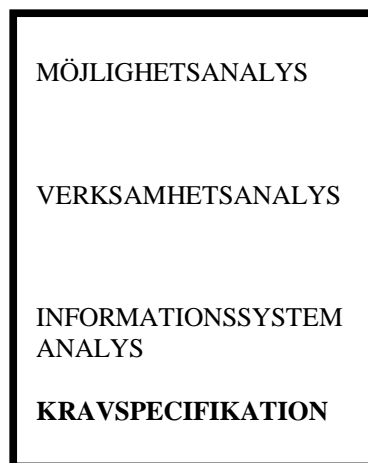 MÖJLIGHETSANALYS
VERKSAMHETSANALYS
INFORMATIONSSYSTEM
ANALYS
KRAVSPECIFIKATION